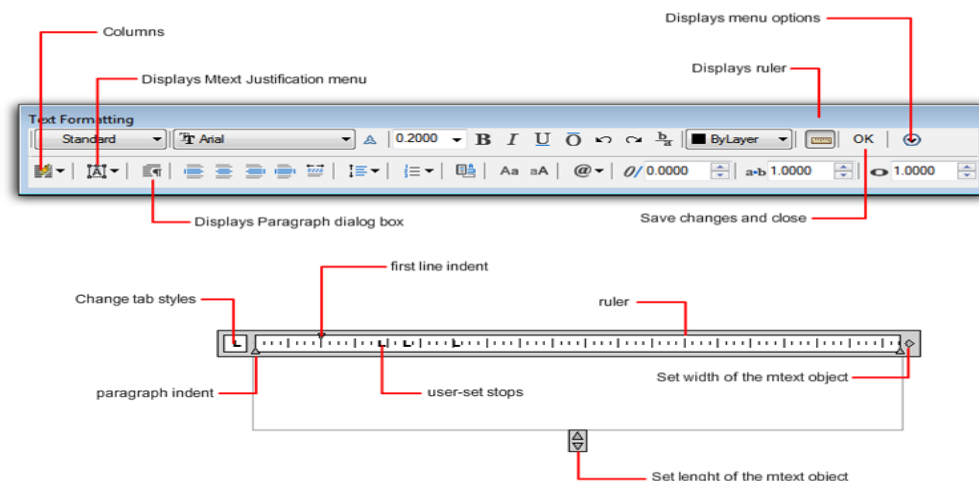 Displays menu options
Columns
Displays ruler
Displays Mtext Justification menu
Text Formatting
Standard Arial 0.2000 B I U O b/a ByLayer OK
Aa aA @ 0/ 0.0000 a•b 1.0000 1.0000
Displays Paragraph dialog box
Save changes and close
first line indent
Change tab styles
ruler
Set width of the mtext object
paragraph indent
user-set stops
Set lenght of the mtext object